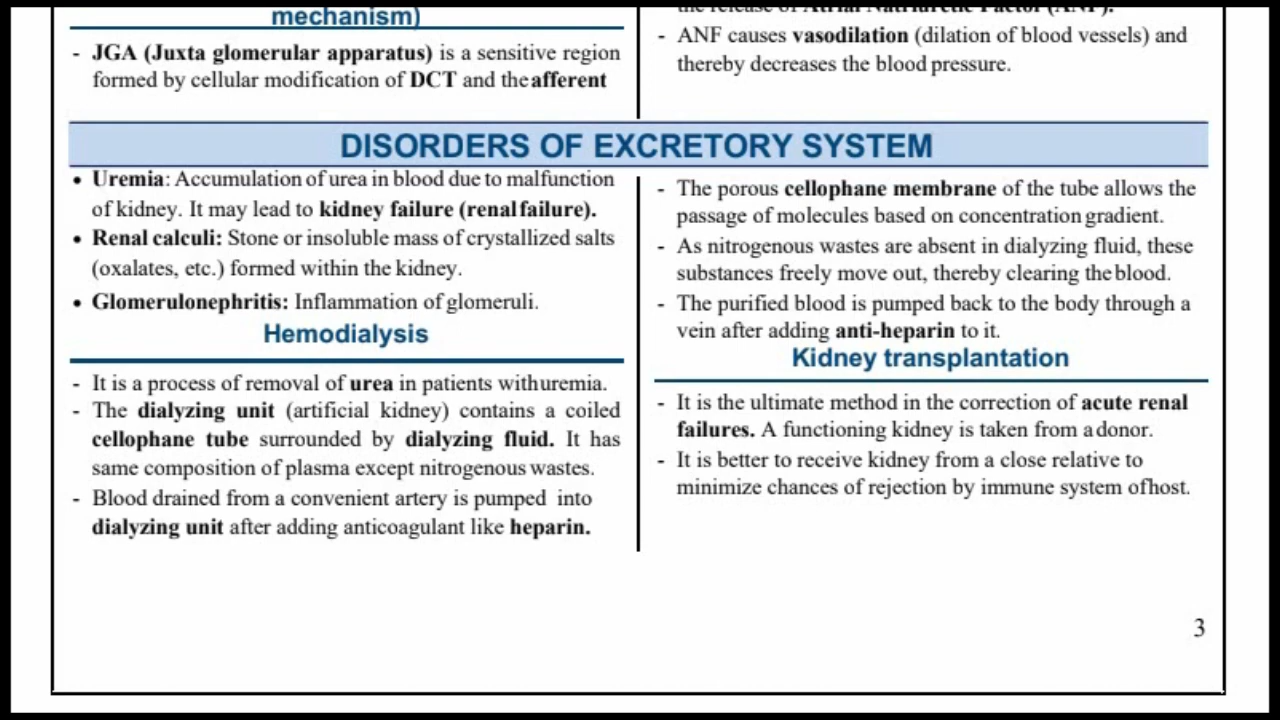 mechanism)
- JGA (Juxta glomerular apparatus) is a sensitive region
formed by cellular modification of DCT and the afferent
the release of Atrial Natriuretic Factor (ANF).
- ANF causes vasodilation (dilation of blood vessels) and
thereby decreases the blood pressure.
DISORDERS OF EXCRETORY SYSTEM
• Uremia: Accumulation of urea in blood due to malfunction
of kidney. It may lead to kidney failure (renal failure).
• Renal calculi: Stone or insoluble mass of crystallized salts
(oxalates, etc.) formed within the kidney.
• Glomerulonephritis: Inflammation of glomeruli.
Hemodialysis
- It is a process of removal of urea in patients with uremia.
- The dialyzing unit (artificial kidney) contains a coiled
cellophane tube surrounded by dialyzing fluid. It has
same composition of plasma except nitrogenous wastes.
- Blood drained from a convenient artery is pumped into
dialyzing unit after adding anticoagulant like heparin.
- The porous cellophane membrane of the tube allows the
passage of molecules based on concentration gradient.
- As nitrogenous wastes are absent in dialyzing fluid, these
substances freely move out, thereby clearing the blood.
- The purified blood is pumped back to the body through a
vein after adding anti-heparin to it.
Kidney transplantation
- It is the ultimate method in the correction of acute renal
failures. A functioning kidney is taken from a donor.
- It is better to receive kidney from a close relative to
minimize chances of rejection by immune system of host.
3